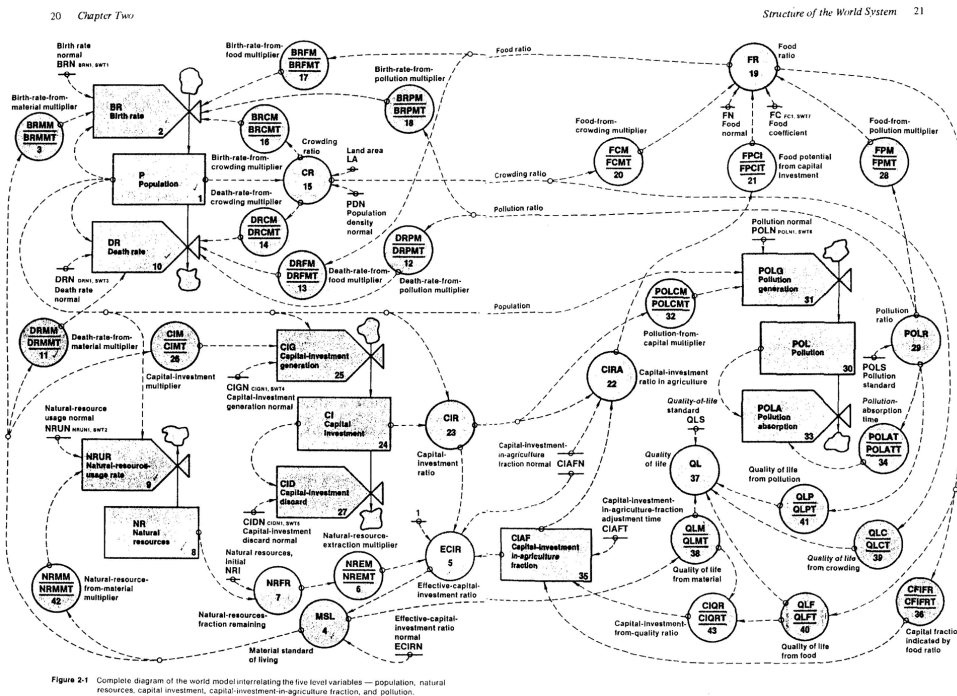 20 Chapter Two
Structure of the World System 21
Birth rate
normal
BRN BRN1, SWT1
Birth-rate-from-
food multiplier
BRFM
BRFMT
17
Food ratio
FR
19
Food
ratio
Birth-rate-from-
material multiplier
BRMM
BRMMT
3
BR
Birth rate
2
Birth-rate-from-
pollution multiplier
BRPM
BRPMT
18
BRCM
BRCMT
16
Birth-rate-from-
crowding multiplier
Crowding
ratio
CR
15
Land area
LA
PDN
Population
density
normal
P
Population
1
Death-rate-from-
crowding multiplier
DRCM
DRCMT
14
DR
Death rate
10
DRN DRN1, SWT3
Death rate
normal
DRFM
DRFMT
13
Death-rate-from-
food multiplier
DRPM
DRPMT
12
Death-rate-from-
pollution multiplier
Food-from-
crowding multiplier
FCM
FCMT
20
FN
Food
normal
FC FC1, SWT7
Food
coefficient
FPCI
FPCIT
21
Food potential
from capital
investment
Food-from-
pollution multiplier
FPM
FPMT
28
Crowding ratio
Pollution ratio
Population
Pollution normal
POLN POLN1, SWT6
POLG
Pollution
generation
31
POLCM
POLCMT
32
Pollution-from-
capital multiplier
POL
Pollution
30
Pollution
ratio
POLR
29
POLS
Pollution
standard
POLA
Pollution
absorption
33
Pollution-
absorption
time
POLAT
POLATT
34
DRMM
DRMMT
11
Death-rate-from-
material multiplier
CIM
CIMT
26
Capital-investment
multiplier
CIG
Capital-investment
generation
25
CIGN CIGN1, SWT4
Capital-investment
generation normal
CI
Capital
investment
24
CIR
23
Capital-
investment
ratio
CIRA
22
Capital-investment
ratio in agriculture
Capital-investment-
in-agriculture
fraction normal
CIAFN
CID
Capital-investment
discard
27
CIDN CIDN1, SWT5
Capital-investment
discard normal
Natural-resource
usage normal
NRUN NRUN1, SWT2
NRUR
Natural-resource-
usage rate
9
NR
Natural
resources
8
Natural resources,
initial
NRI
NRFR
7
Natural-resources-
fraction remaining
Natural-resource-
extraction multiplier
NREM
NREMT
6
1
ECIR
5
Effective-capital-
investment ratio
NRMM
NRMMT
42
Natural-resource-
from-material
multiplier
MSL
4
Material standard
of living
Effective-capital-
investment ratio
normal
ECIRN
Capital-investment-
in-agriculture-fraction
adjustment time
CIAFT
CIAF
Capital-investment-
in-agriculture
fraction
35
Quality-of-life
standard
QLS
Quality
of life
QL
37
QLM
QLMT
38
Quality of life
from material
Quality of life
from pollution
QLP
QLPT
41
QLC
QLCT
39
Quality of life
from crowding
CIQR
CIQRT
43
Capital-investment-
from-quality ratio
QLF
QLFT
40
Quality of life
from food
CFIFR
CFIFRT
36
Capital fraction
indicated by
food ratio
Figure 2-1 Complete diagram of the world model interrelating the five level variables — population, natural
resources, capital investment, capital-investment-in-agriculture fraction, and pollution.